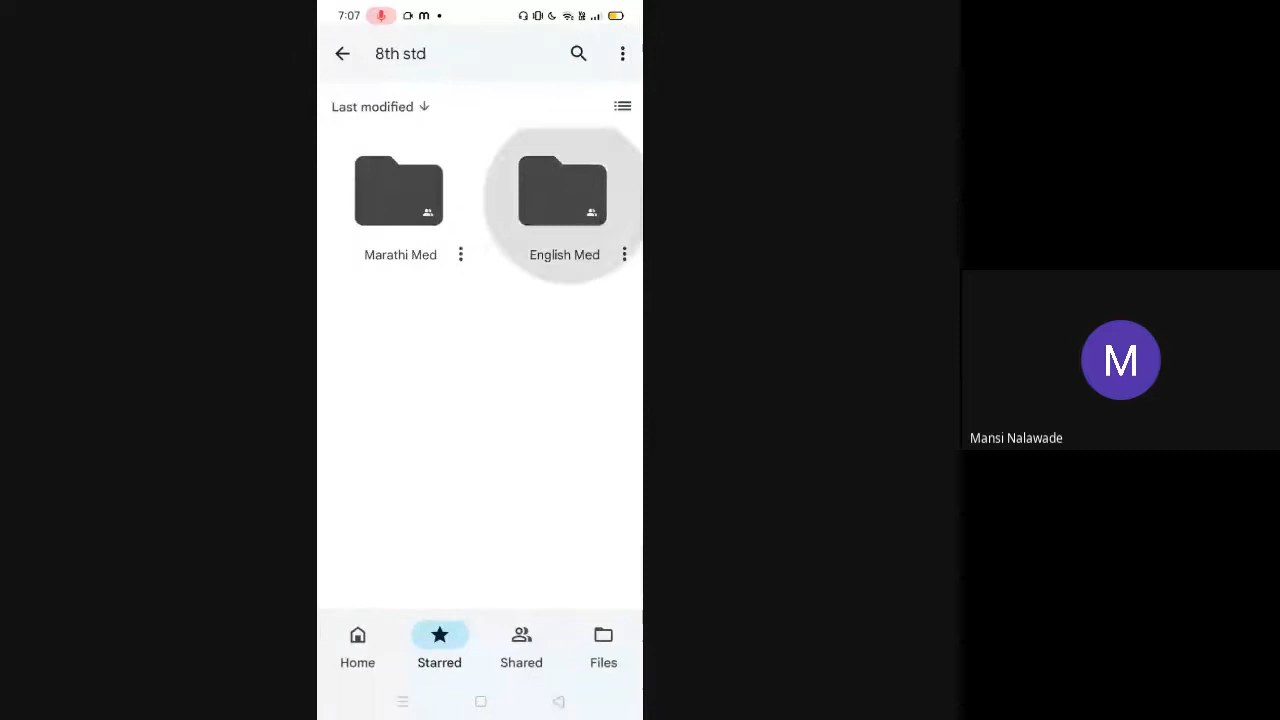 7:07
8th std
Last modified
Marathi Med
English Med
Home
Starred
Shared
Files
M
Mansi Nalawade